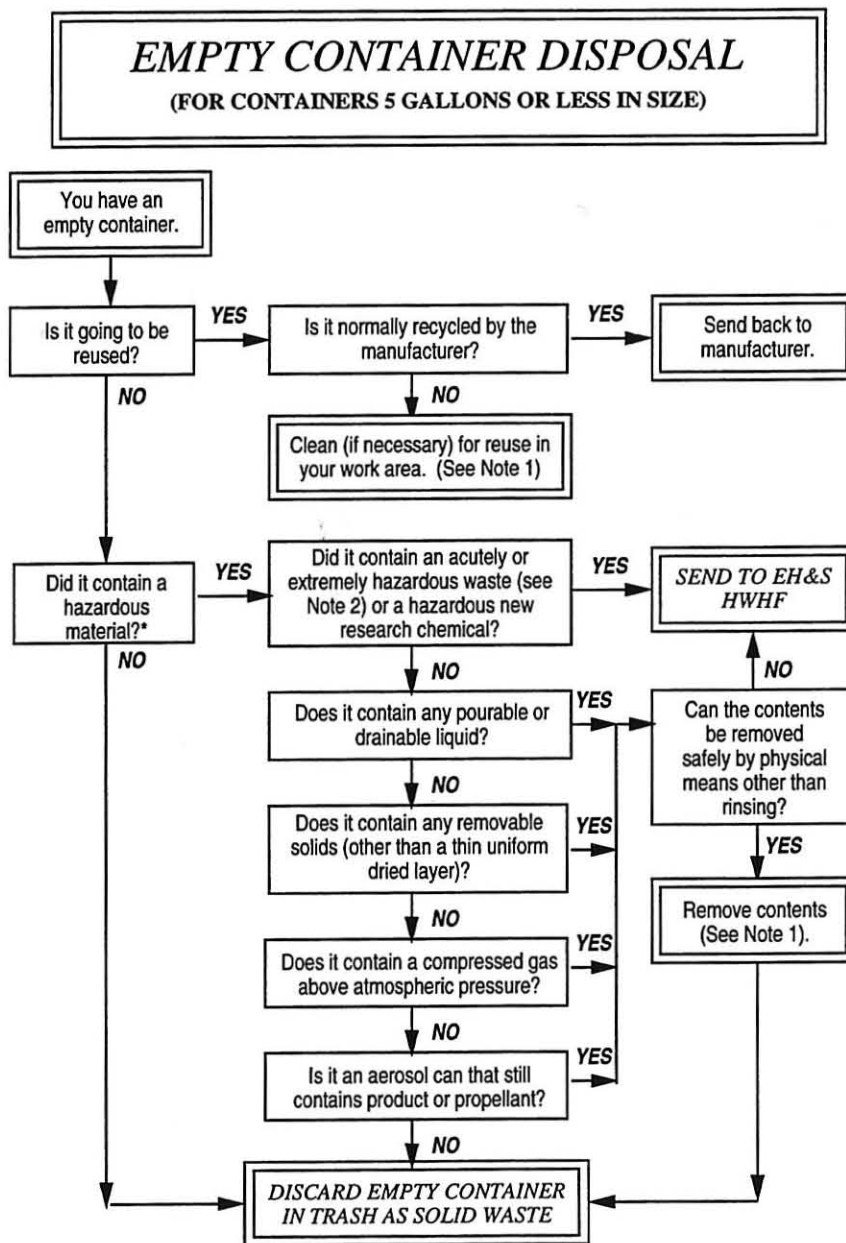 EMPTY CONTAINER DISPOSAL
(FOR CONTAINERS 5 GALLONS OR LESS IN SIZE)
You have an
empty container.
Is it going to be
reused?
YES
Is it normally recycled by the
manufacturer?
YES
Send back to
manufacturer.
NO
NO
Clean (if necessary) for reuse in
your work area. (See Note 1)
Did it contain a
hazardous
material?*
YES
Did it contain an acutely or
extremely hazardous waste (see
Note 2) or a hazardous new
research chemical?
YES
SEND TO EH&S
HWHF
NO
NO
NO
Does it contain any pourable or
drainable liquid?
YES
Can the contents
be removed
safely by physical
means other than
rinsing?
NO
Does it contain any removable
solids (other than a thin uniform
dried layer)?
YES
YES
Remove contents
(See Note 1).
NO
Does it contain a compressed gas
above atmospheric pressure?
YES
NO
Is it an aerosol can that still
contains product or propellant?
YES
NO
DISCARD EMPTY CONTAINER
IN TRASH AS SOLID WASTE